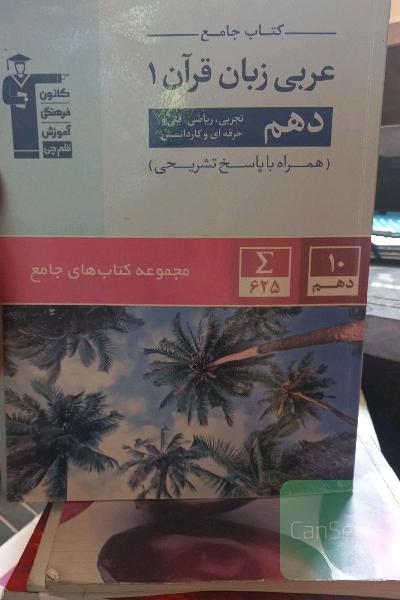 کتاب جامع
عربی زبان قرآن ۱
دهم
تجربی، ریاضی، فنی و
حرفه ای و کاردانش
(همراه با پاسخ تشریحی)
کانون
فرهنگی
آموزش
قلم‌چی
۱۰
دهم
Σ
۶۲۵
مجموعه کتاب‌های جامع